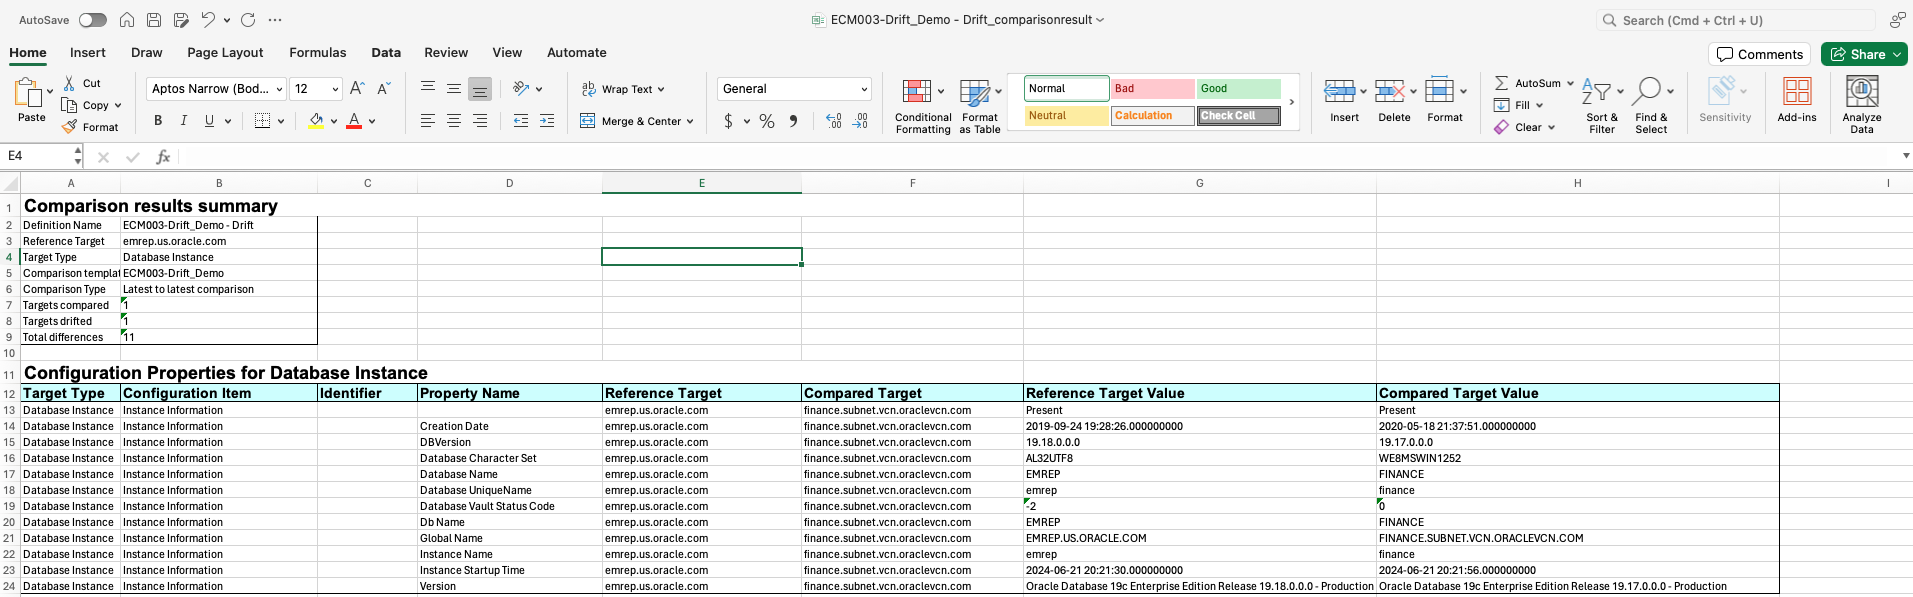 AutoSave
ECM003-Drift_Demo - Drift_comparisonresult
Search (Cmd + Ctrl + U)
Home Insert Draw Page Layout Formulas Data Review View Automate
Comments Share
Paste
Cut
Copy
Format
Aptos Narrow (Bod... 12
B I U
A A A
ab Wrap Text
Merge & Center
General
$ % 9
Conditional Formatting
Format as Table
Normal Bad Good
Neutral Calculation Check Cell
Insert Delete Format
AutoSum
Fill
Clear
Sort & Filter
Find & Select
Sensitivity
Add-ins
Analyze Data
E4 fx
A B C D E F G H I
1 Comparison results summary
2 Definition Name ECM003-Drift_Demo - Drift
3 Reference Target emrep.us.oracle.com
4 Target Type Database Instance
5 Comparison templat ECM003-Drift_Demo
6 Comparison Type Latest to latest comparison
7 Targets compared 1
8 Targets drifted 1
9 Total differences 11
10
11 Configuration Properties for Database Instance
12 Target Type Configuration Item Identifier Property Name Reference Target Compared Target Reference Target Value Compared Target Value
13 Database Instance Instance Information emrep.us.oracle.com finance.subnet.vcn.oraclevcn.com Present Present
14 Database Instance Instance Information Creation Date emrep.us.oracle.com finance.subnet.vcn.oraclevcn.com 2019-09-24 19:28:26.000000000 2020-05-18 21:37:51.000000000
15 Database Instance Instance Information DBVersion emrep.us.oracle.com finance.subnet.vcn.oraclevcn.com 19.18.0.0.0 19.17.0.0.0
16 Database Instance Instance Information Database Character Set emrep.us.oracle.com finance.subnet.vcn.oraclevcn.com AL32UTF8 WE8MSWIN1252
17 Database Instance Instance Information Database Name emrep.us.oracle.com finance.subnet.vcn.oraclevcn.com EMREP FINANCE
18 Database Instance Instance Information Database UniqueName emrep.us.oracle.com finance.subnet.vcn.oraclevcn.com emrep finance
19 Database Instance Instance Information Database Vault Status Code emrep.us.oracle.com finance.subnet.vcn.oraclevcn.com -2 0
20 Database Instance Instance Information Db Name emrep.us.oracle.com finance.subnet.vcn.oraclevcn.com EMREP FINANCE
21 Database Instance Instance Information Global Name emrep.us.oracle.com finance.subnet.vcn.oraclevcn.com EMREP.US.ORACLE.COM FINANCE.SUBNET.VCN.ORACLEVCN.COM
22 Database Instance Instance Information Instance Name emrep.us.oracle.com finance.subnet.vcn.oraclevcn.com emrep finance
23 Database Instance Instance Information Instance Startup Time emrep.us.oracle.com finance.subnet.vcn.oraclevcn.com 2024-06-21 20:21:30.000000000 2024-06-21 20:21:56.000000000
24 Database Instance Instance Information Version emrep.us.oracle.com finance.subnet.vcn.oraclevcn.com Oracle Database 19c Enterprise Edition Release 19.18.0.0.0 - Production Oracle Database 19c Enterprise Edition Release 19.17.0.0.0 - Production